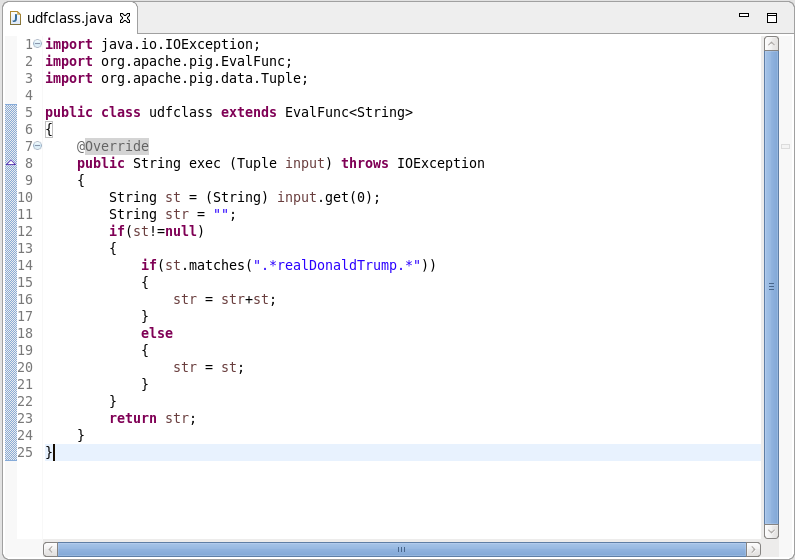 udfclass.java
1 import java.io.IOException;
2 import org.apache.pig.EvalFunc;
3 import org.apache.pig.data.Tuple;
4
5 public class udfclass extends EvalFunc<String>
6 {
7     @Override
8     public String exec (Tuple input) throws IOException
9     {
10         String st = (String) input.get(0);
11         String str = "";
12         if(st!=null)
13         {
14             if(st.matches(".*realDonaldTrump.*"))
15             {
16                 str = str+st;
17             }
18             else
19             {
20                 str = st;
21             }
22         }
23         return str;
24     }
25 }